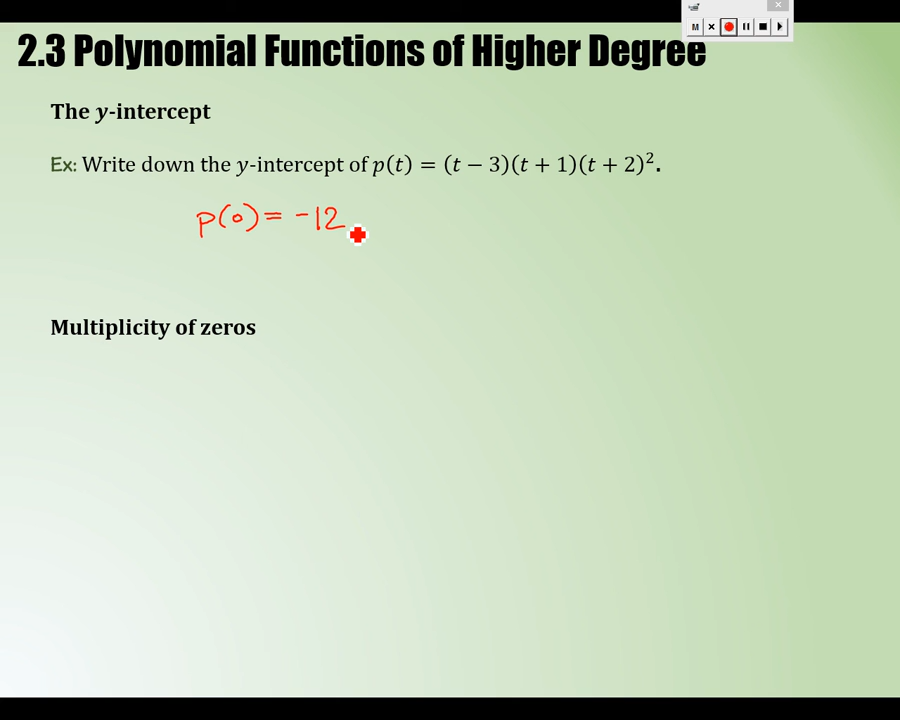 M
2.3 Polynomial Functions of Higher Degree
The y-intercept
Ex: Write down the y-intercept of p(t) = (t − 3)(t + 1)(t + 2)².
p(0) = -12
Multiplicity of zeros